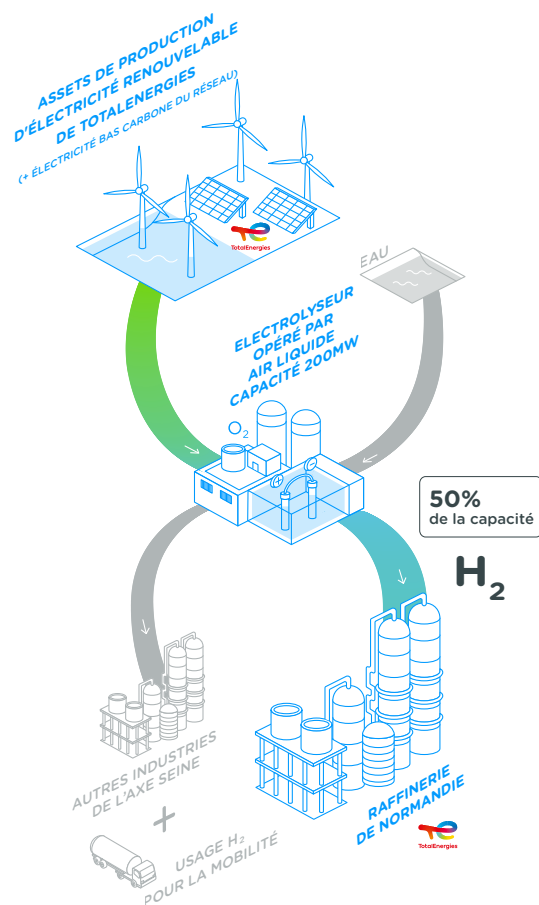 ASSETS DE PRODUCTION
D'ÉLECTRICITÉ RENOUVELABLE
DE TOTALENERGIES
(+ ÉLECTRICITÉ BAS CARBONE DU RÉSEAU)
TotalEnergies
EAU
ELECTROLYSEUR
OPÉRÉ PAR
AIR LIQUIDE
CAPACITÉ 200MW
O2
+
-
50%
de la capacité
H2
AUTRES INDUSTRIES
DE L'AXE SEINE
+
USAGE H2
POUR LA MOBILITÉ
RAFFINERIE
DE NORMANDIE
TotalEnergies